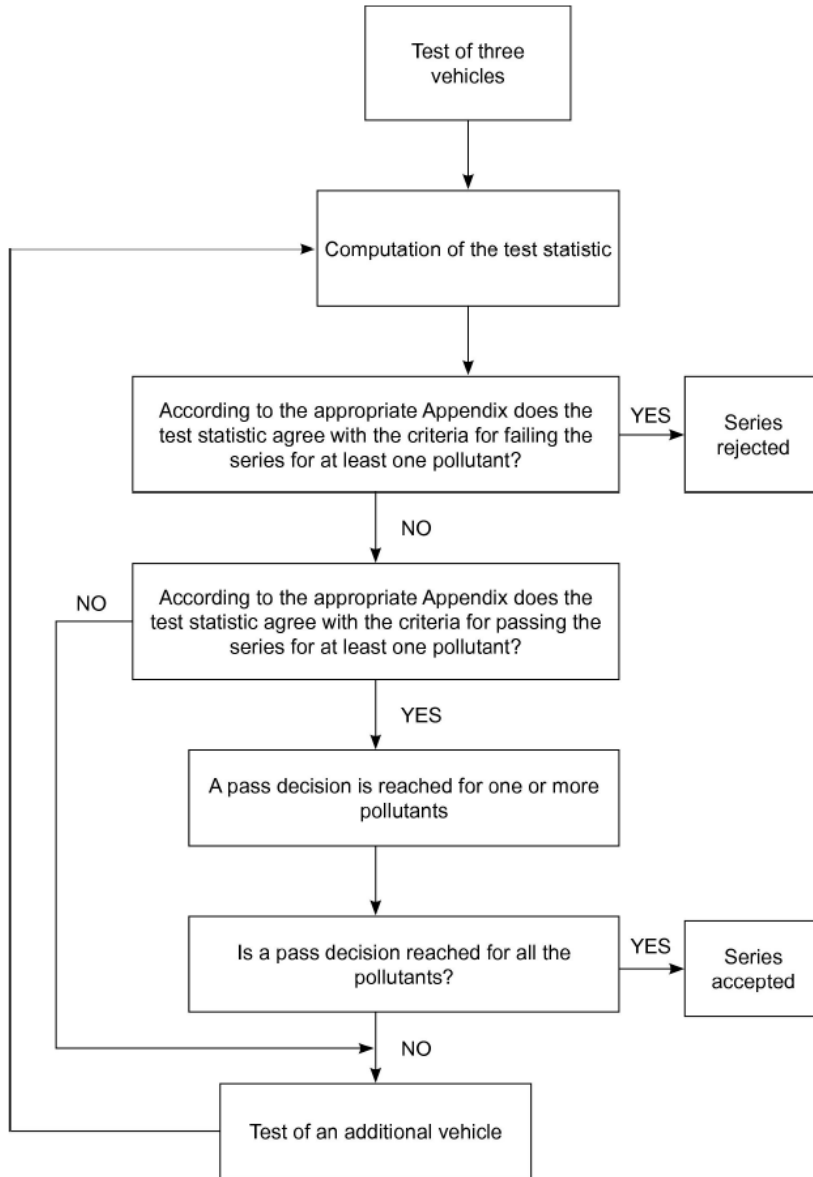 Test of three
vehicles
Computation of the test statistic
According to the appropriate Appendix does the
test statistic agree with the criteria for failing the
series for at least one pollutant?
YES
Series
rejected
NO
NO
According to the appropriate Appendix does the
test statistic agree with the criteria for passing the
series for at least one pollutant?
YES
A pass decision is reached for one or more
pollutants
Is a pass decision reached for all the
pollutants?
YES
Series
accepted
NO
Test of an additional vehicle